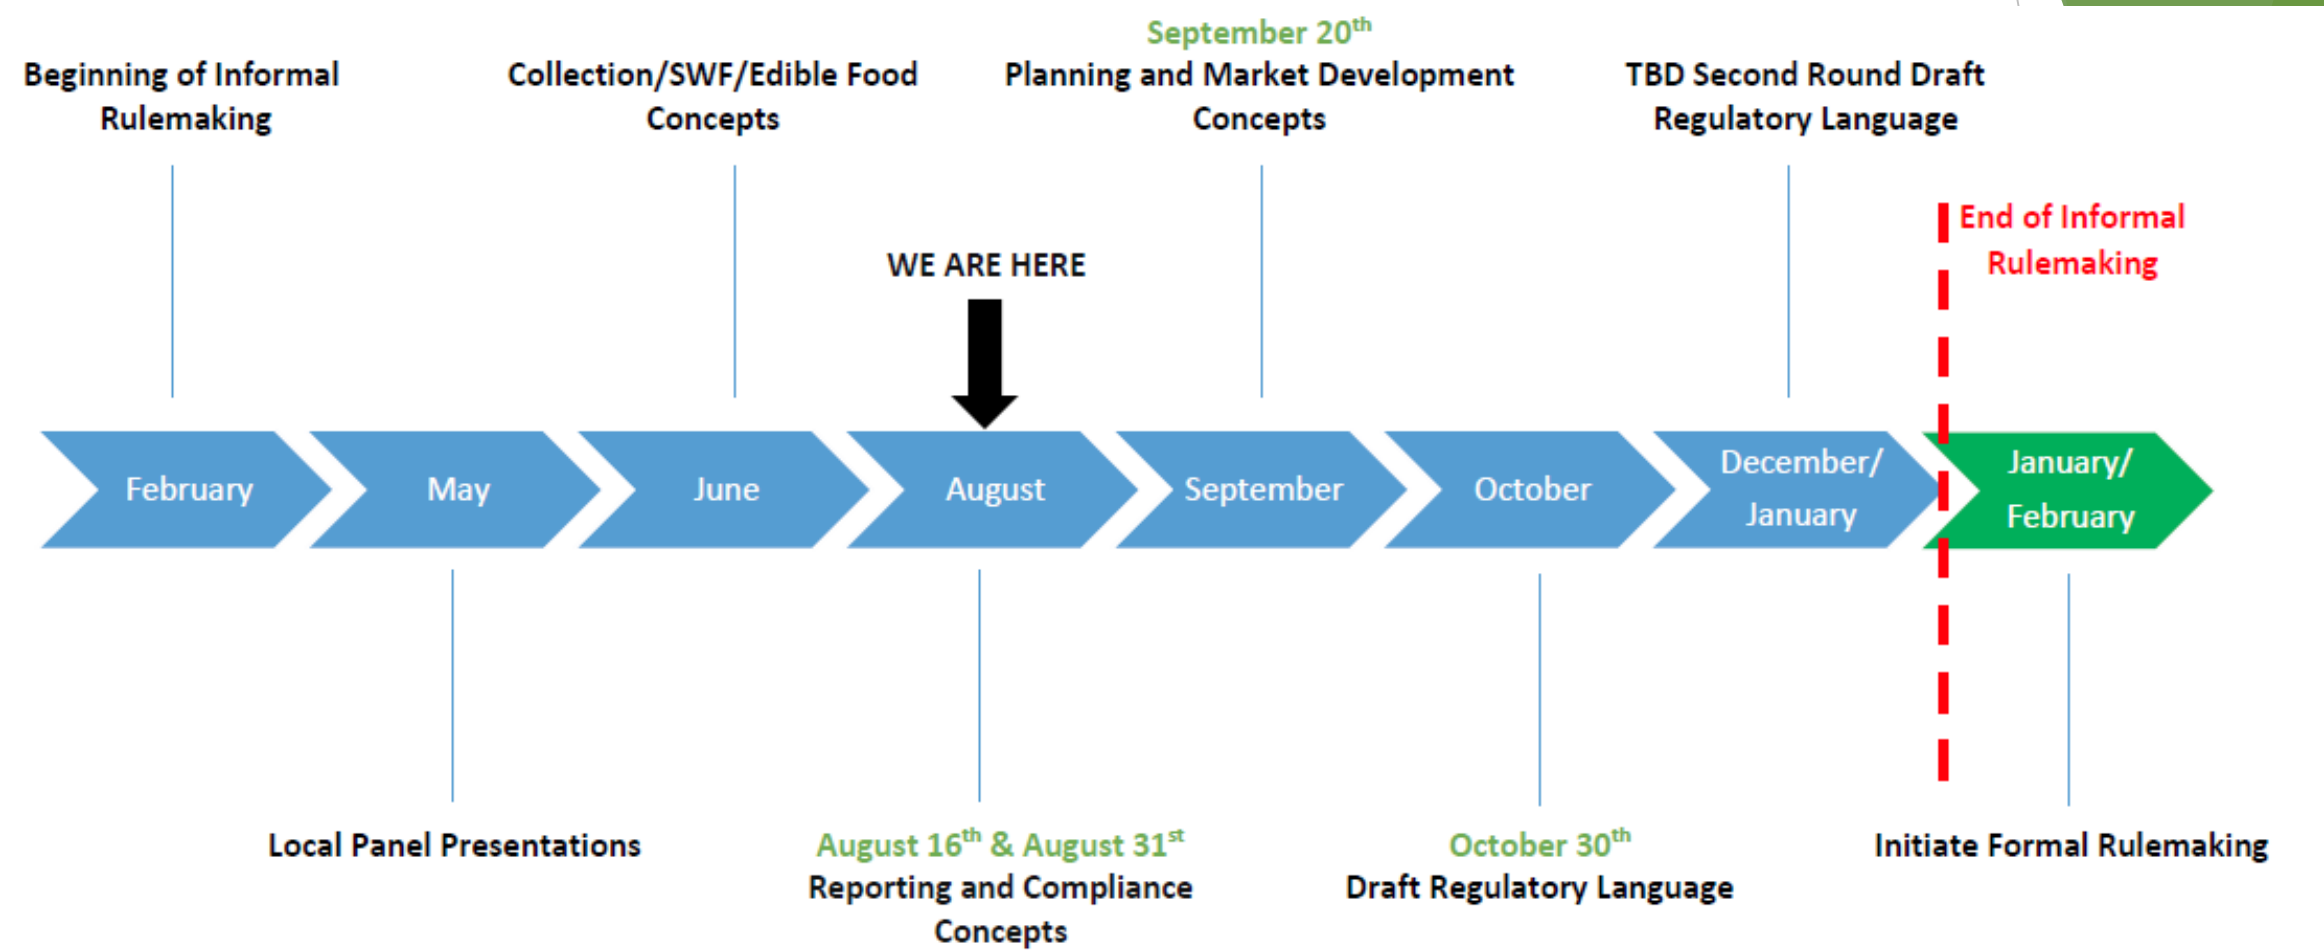 September 20th
Beginning of Informal
Rulemaking
Collection/SWF/Edible Food
Concepts
Planning and Market Development
Concepts
TBD Second Round Draft
Regulatory Language
End of Informal
Rulemaking
WE ARE HERE
February
May
June
August
September
October
December/
January
January/
February
Local Panel Presentations
August 16th & August 31st
Reporting and Compliance
Concepts
October 30th
Draft Regulatory Language
Initiate Formal Rulemaking